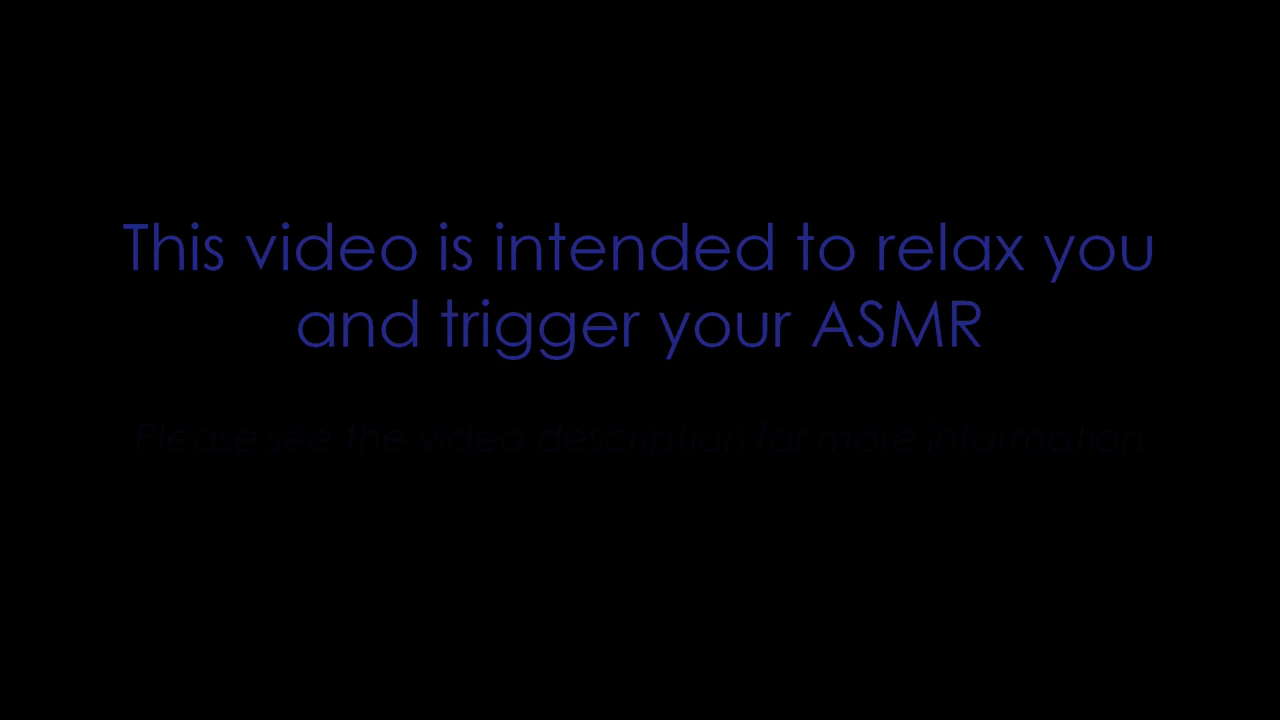 This video is intended to relax you
and trigger your ASMR
Please see the video description for more information